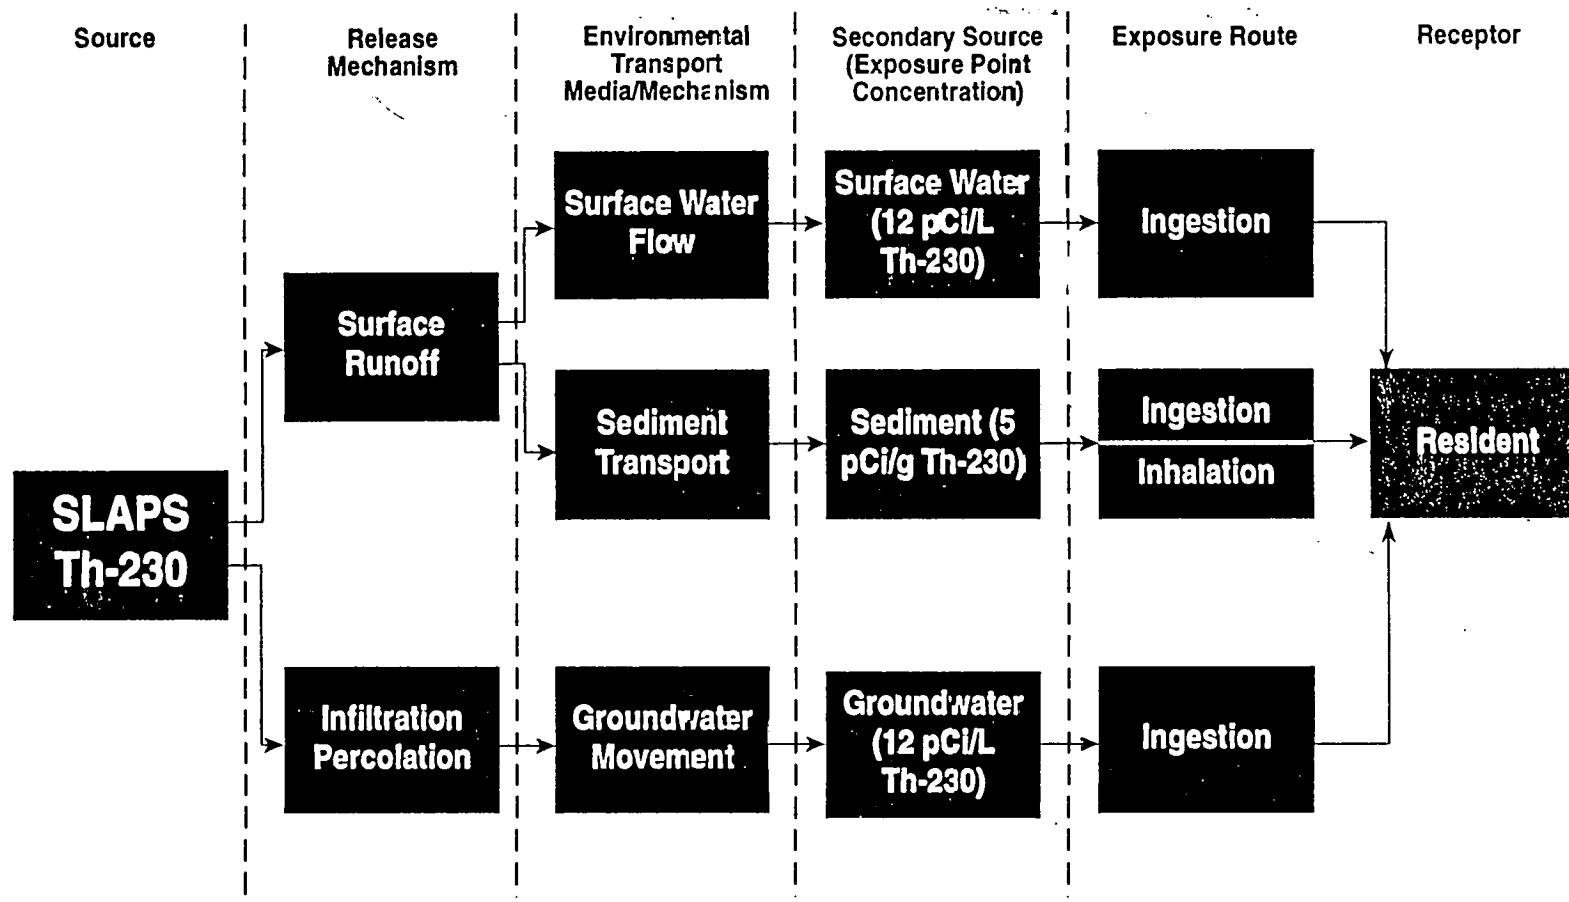 Source
Release
Mechanism
Environmental
Transport
Media/Mechanism
Secondary Source
(Exposure Point
Concentration)
Exposure Route
Receptor
Surface Water
Flow
Surface Water
(12 pCi/L
Th-230)
Ingestion
Surface
Runoff
Sediment
Transport
Sediment (5
pCi/g Th-230)
Ingestion
Inhalation
Resident
SLAPS
Th-230
Infiltration
Percolation
Groundwater
Movement
Groundwater
(12 pCi/L
Th-230)
Ingestion